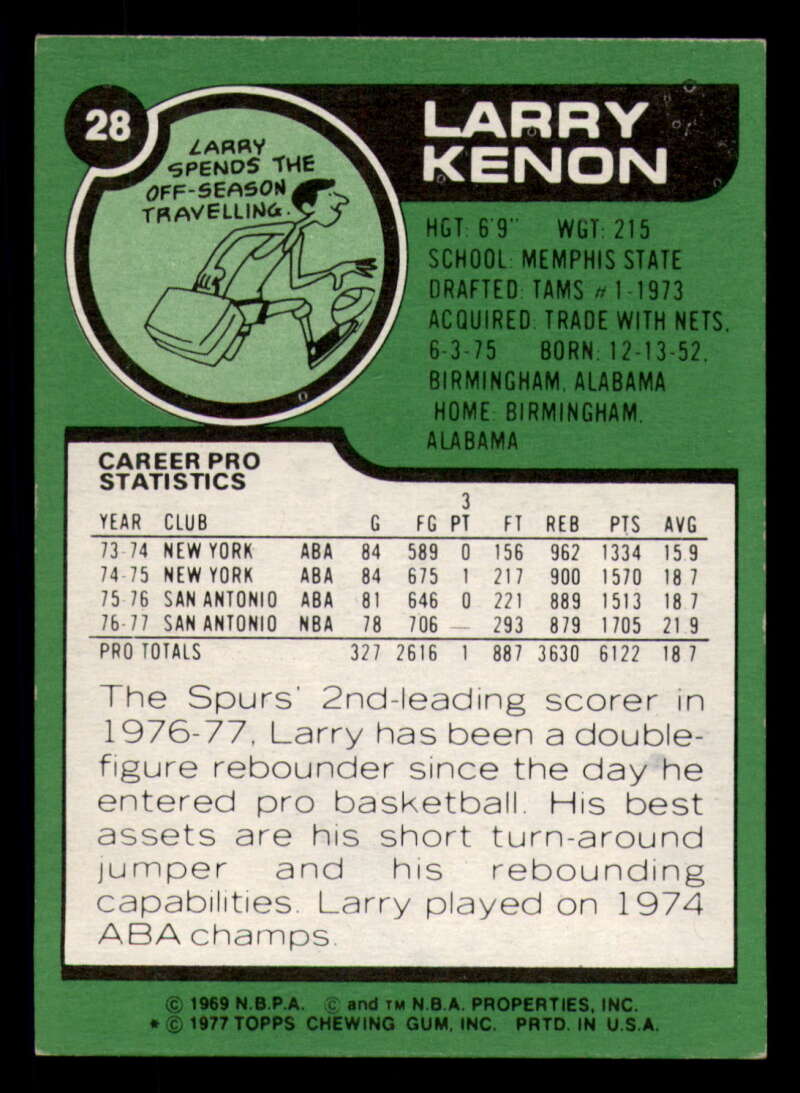 28
LARRY
SPENDS THE
OFF-SEASON
TRAVELLING.
LARRY
KENON
HGT: 6'9" WGT: 215
SCHOOL: MEMPHIS STATE
DRAFTED: TAMS #1-1973
ACQUIRED: TRADE WITH NETS,
6-3-75 BORN: 12-13-52,
BIRMINGHAM, ALABAMA
HOME: BIRMINGHAM,
ALABAMA
CAREER PRO
STATISTICS
YEAR CLUB G FG 3 PT FT REB PTS AVG
73-74 NEW YORK ABA 84 589 0 156 962 1334 15.9
74-75 NEW YORK ABA 84 675 1 217 900 1570 18.7
75-76 SAN ANTONIO ABA 81 646 0 221 889 1513 18.7
76-77 SAN ANTONIO NBA 78 706 — 293 879 1705 21.9
PRO TOTALS 327 2616 1 887 3630 6122 18.7
The Spurs' 2nd-leading scorer in
1976-77, Larry has been a double-
figure rebounder since the day he
entered pro basketball. His best
assets are his short turn-around
jumper and his rebounding
capabilities. Larry played on 1974
ABA champs.
© 1969 N.B.P.A. © and TM N.B.A. PROPERTIES, INC.
* © 1977 TOPPS CHEWING GUM, INC. PRTD. IN U.S.A.